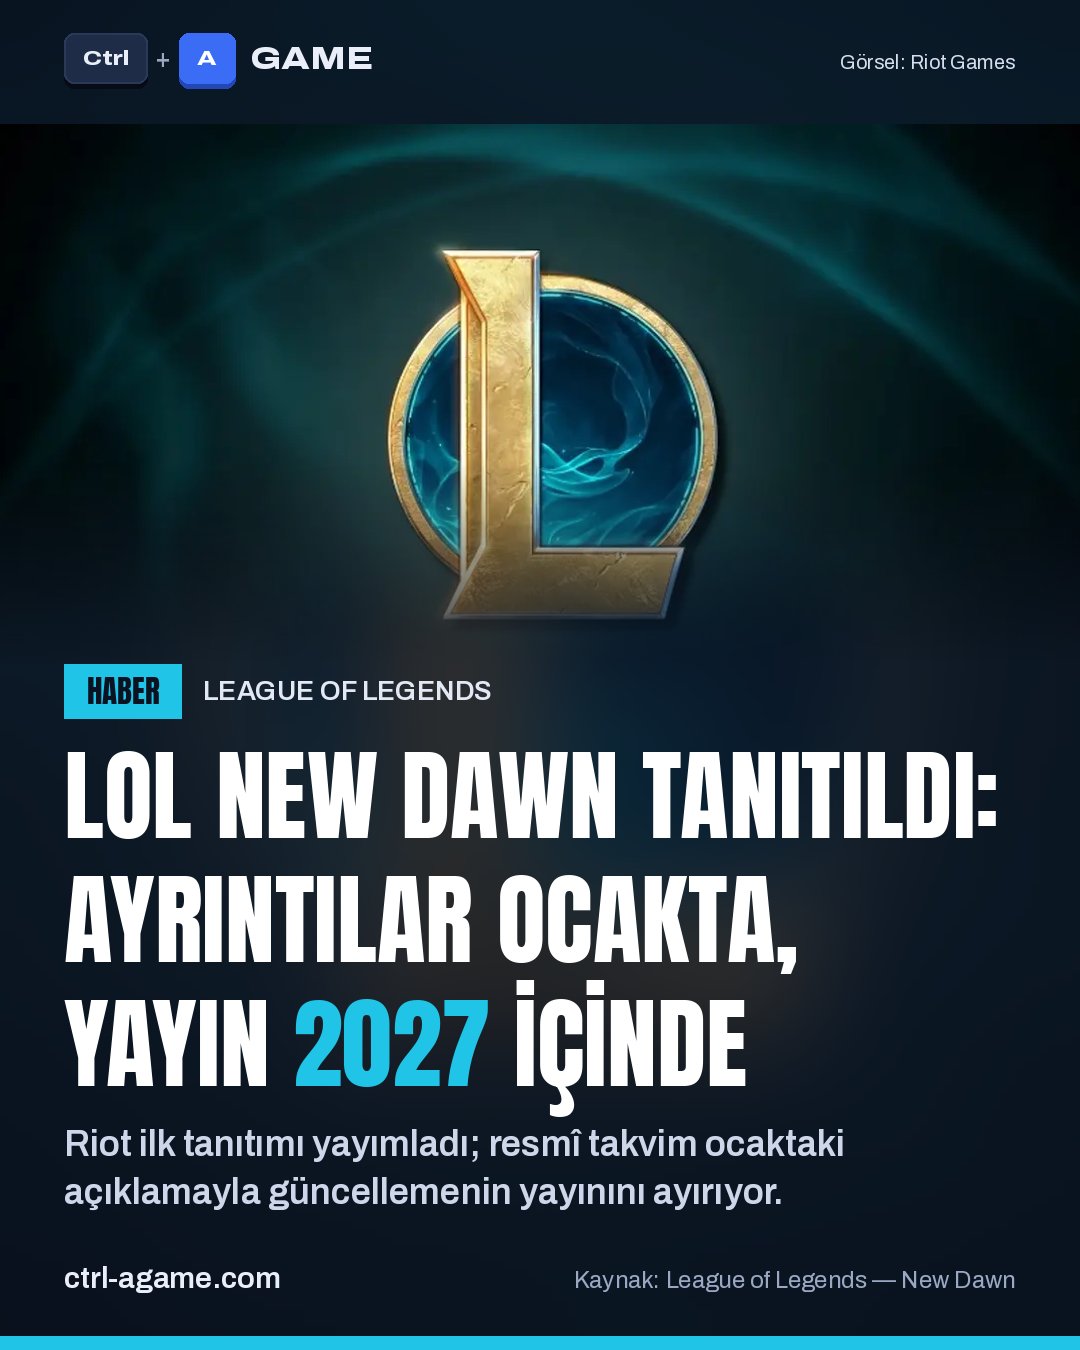 Ctrl + A GAME
Görsel: Riot Games
HABER LEAGUE OF LEGENDS
LOL NEW DAWN TANITILDI:
AYRINTILAR OCAKTA,
YAYIN 2027 İÇİNDE
Riot ilk tanıtımı yayımladı; resmî takvim ocaktaki
açıklamayla güncellemenin yayınını ayırıyor.
ctrl-agame.com
Kaynak: League of Legends — New Dawn